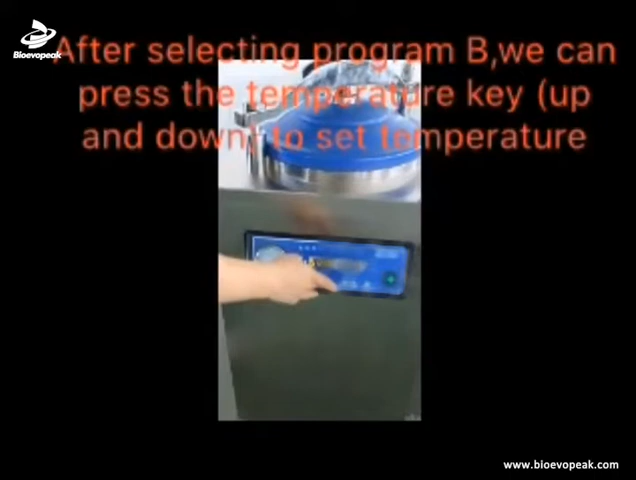 Bioevopeak
After selecting program B,we can
press the temperature key (up
and down) to set temperature
www.bioevopeak.com